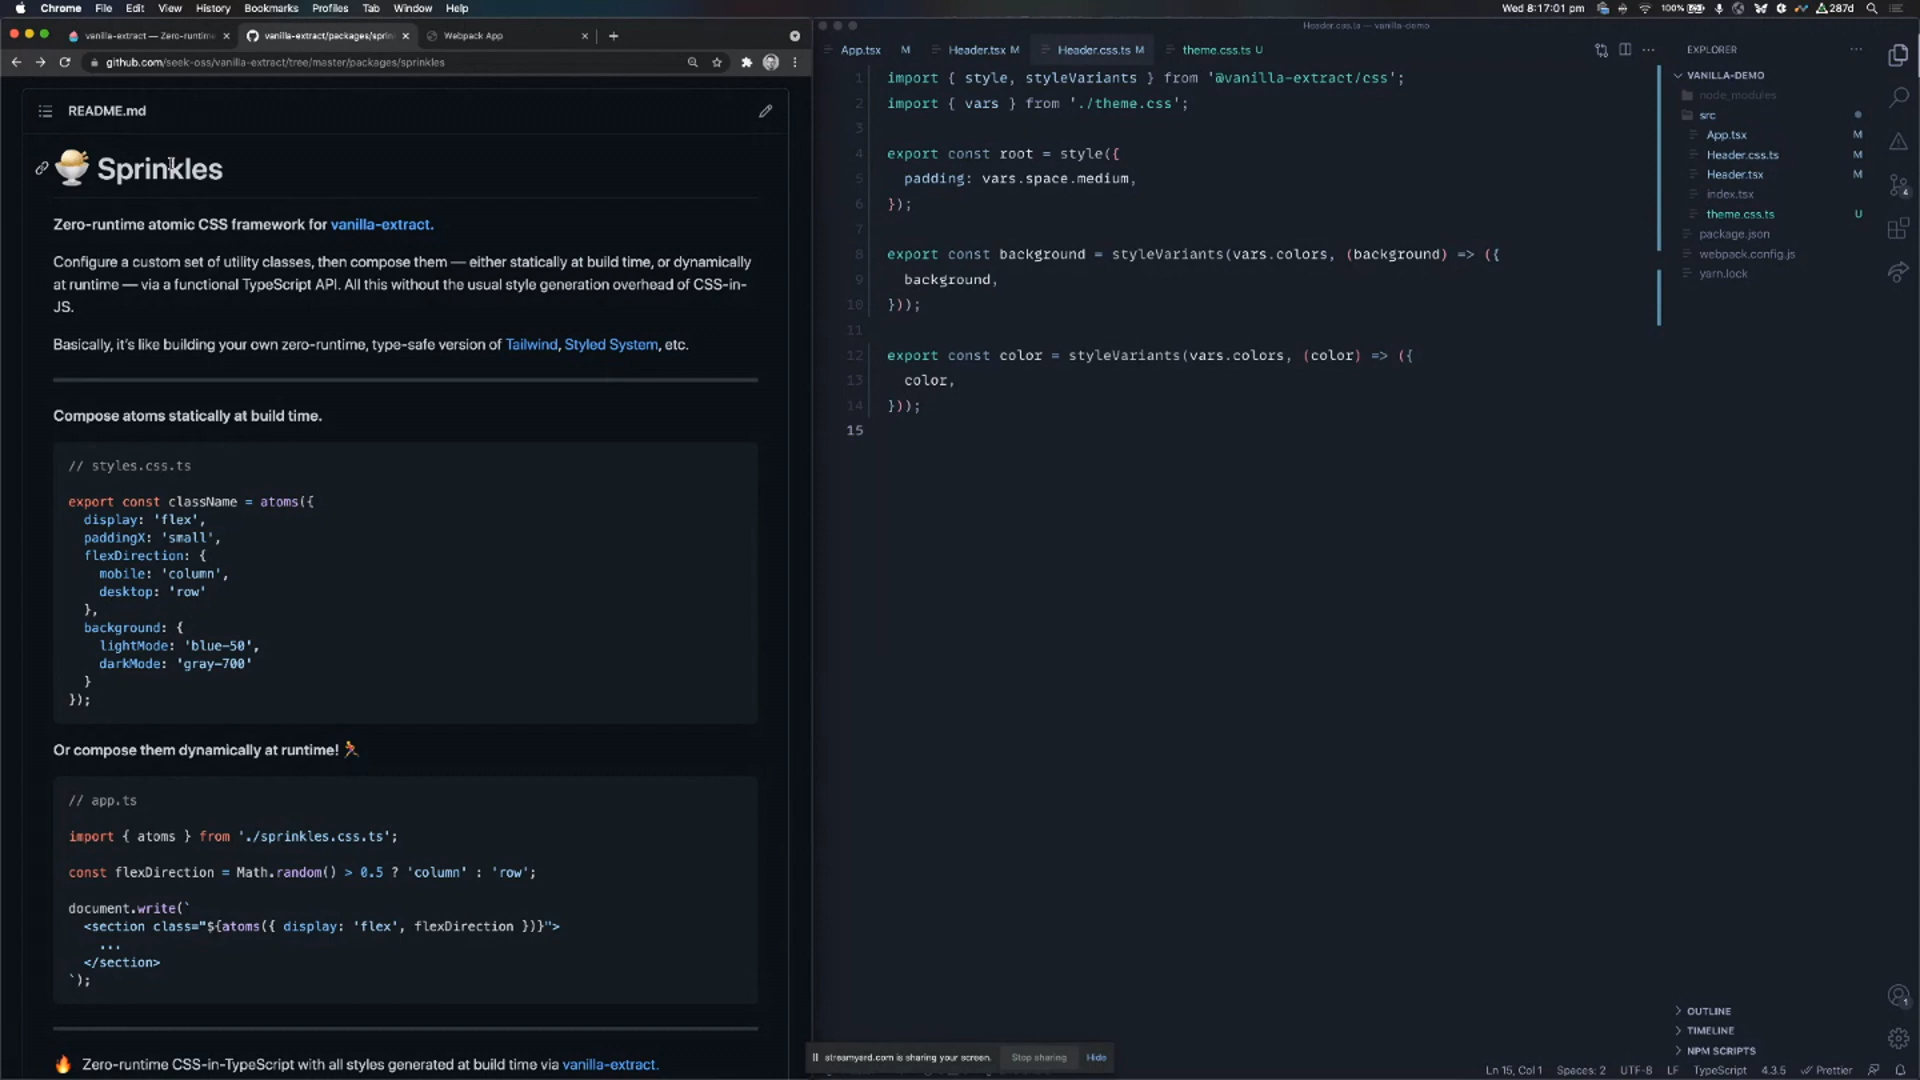 Chrome File Edit View History Bookmarks Profiles Tab Window Help
100% 287d
Wed 8:17:01 pm
vanilla-extract — Zero-runtime
vanilla-extract/packages/sprin
Webpack App
github.com/seek-oss/vanilla-extract/tree/master/packages/sprinkles
README.md
Sprinkles
Zero-runtime atomic CSS framework for vanilla-extract.
Configure a custom set of utility classes, then compose them — either statically at build time, or dynamically
at runtime — via a functional TypeScript API. All this without the usual style generation overhead of CSS-in-
JS.
Basically, it's like building your own zero-runtime, type-safe version of Tailwind, Styled System, etc.
Compose atoms statically at build time.
// styles.css.ts
export const className = atoms({
display: 'flex',
paddingX: 'small',
flexDirection: {
mobile: 'column',
desktop: 'row'
},
background: {
lightMode: 'blue-50',
darkMode: 'gray-700'
}
});
Or compose them dynamically at runtime! 🏃
// app.ts
import { atoms } from './sprinkles.css.ts';
const flexDirection = Math.random() > 0.5 ? 'column' : 'row';
document.write(`
<section class="${atoms({ display: 'flex', flexDirection })}">
...
</section>
`);
🔥 Zero-runtime CSS-in-TypeScript with all styles generated at build time via vanilla-extract.
Header.css.ts — vanilla-demo
App.tsx M
Header.tsx M
Header.css.ts M
theme.css.ts U
1 import { style, styleVariants } from '@vanilla-extract/css';
2 import { vars } from './theme.css';
3
4 export const root = style({
5 padding: vars.space.medium,
6 });
7
8 export const background = styleVariants(vars.colors, (background) => ({
9 background,
10 }));
11
12 export const color = styleVariants(vars.colors, (color) => ({
13 color,
14 }));
15
EXPLORER
VANILLA-DEMO
node_modules
src
App.tsx M
Header.css.ts M
Header.tsx M
index.tsx
theme.css.ts U
package.json
webpack.config.js
yarn.lock
4
OUTLINE
TIMELINE
NPM SCRIPTS
1
streamyard.com is sharing your screen. Stop sharing Hide
Ln 15, Col 1 Spaces: 2 UTF-8 LF TypeScript 4.3.5 Prettier